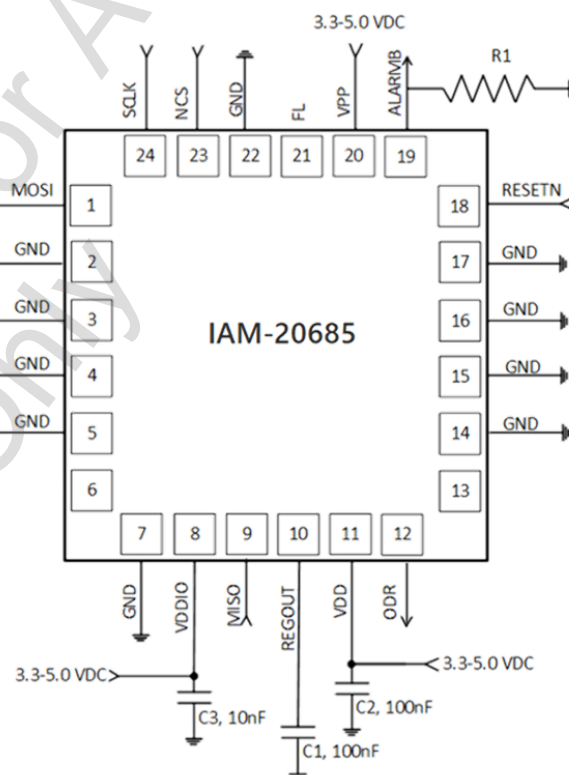 3.3-5.0 VDC
SCLK
NCS
GND
FL
VPP
ALARMB
R1
24
23
22
21
20
19
MOSI
1
18
RESETN
GND
2
17
GND
GND
3
16
GND
IAM-20685
GND
4
15
GND
GND
5
14
GND
6
13
7
8
9
10
11
12
GND
VDDIO
MISO
REGOUT
VDD
ODR
3.3-5.0 VDC
3.3-5.0 VDC
C3, 10nF
C2, 100nF
C1, 100nF
or A
only